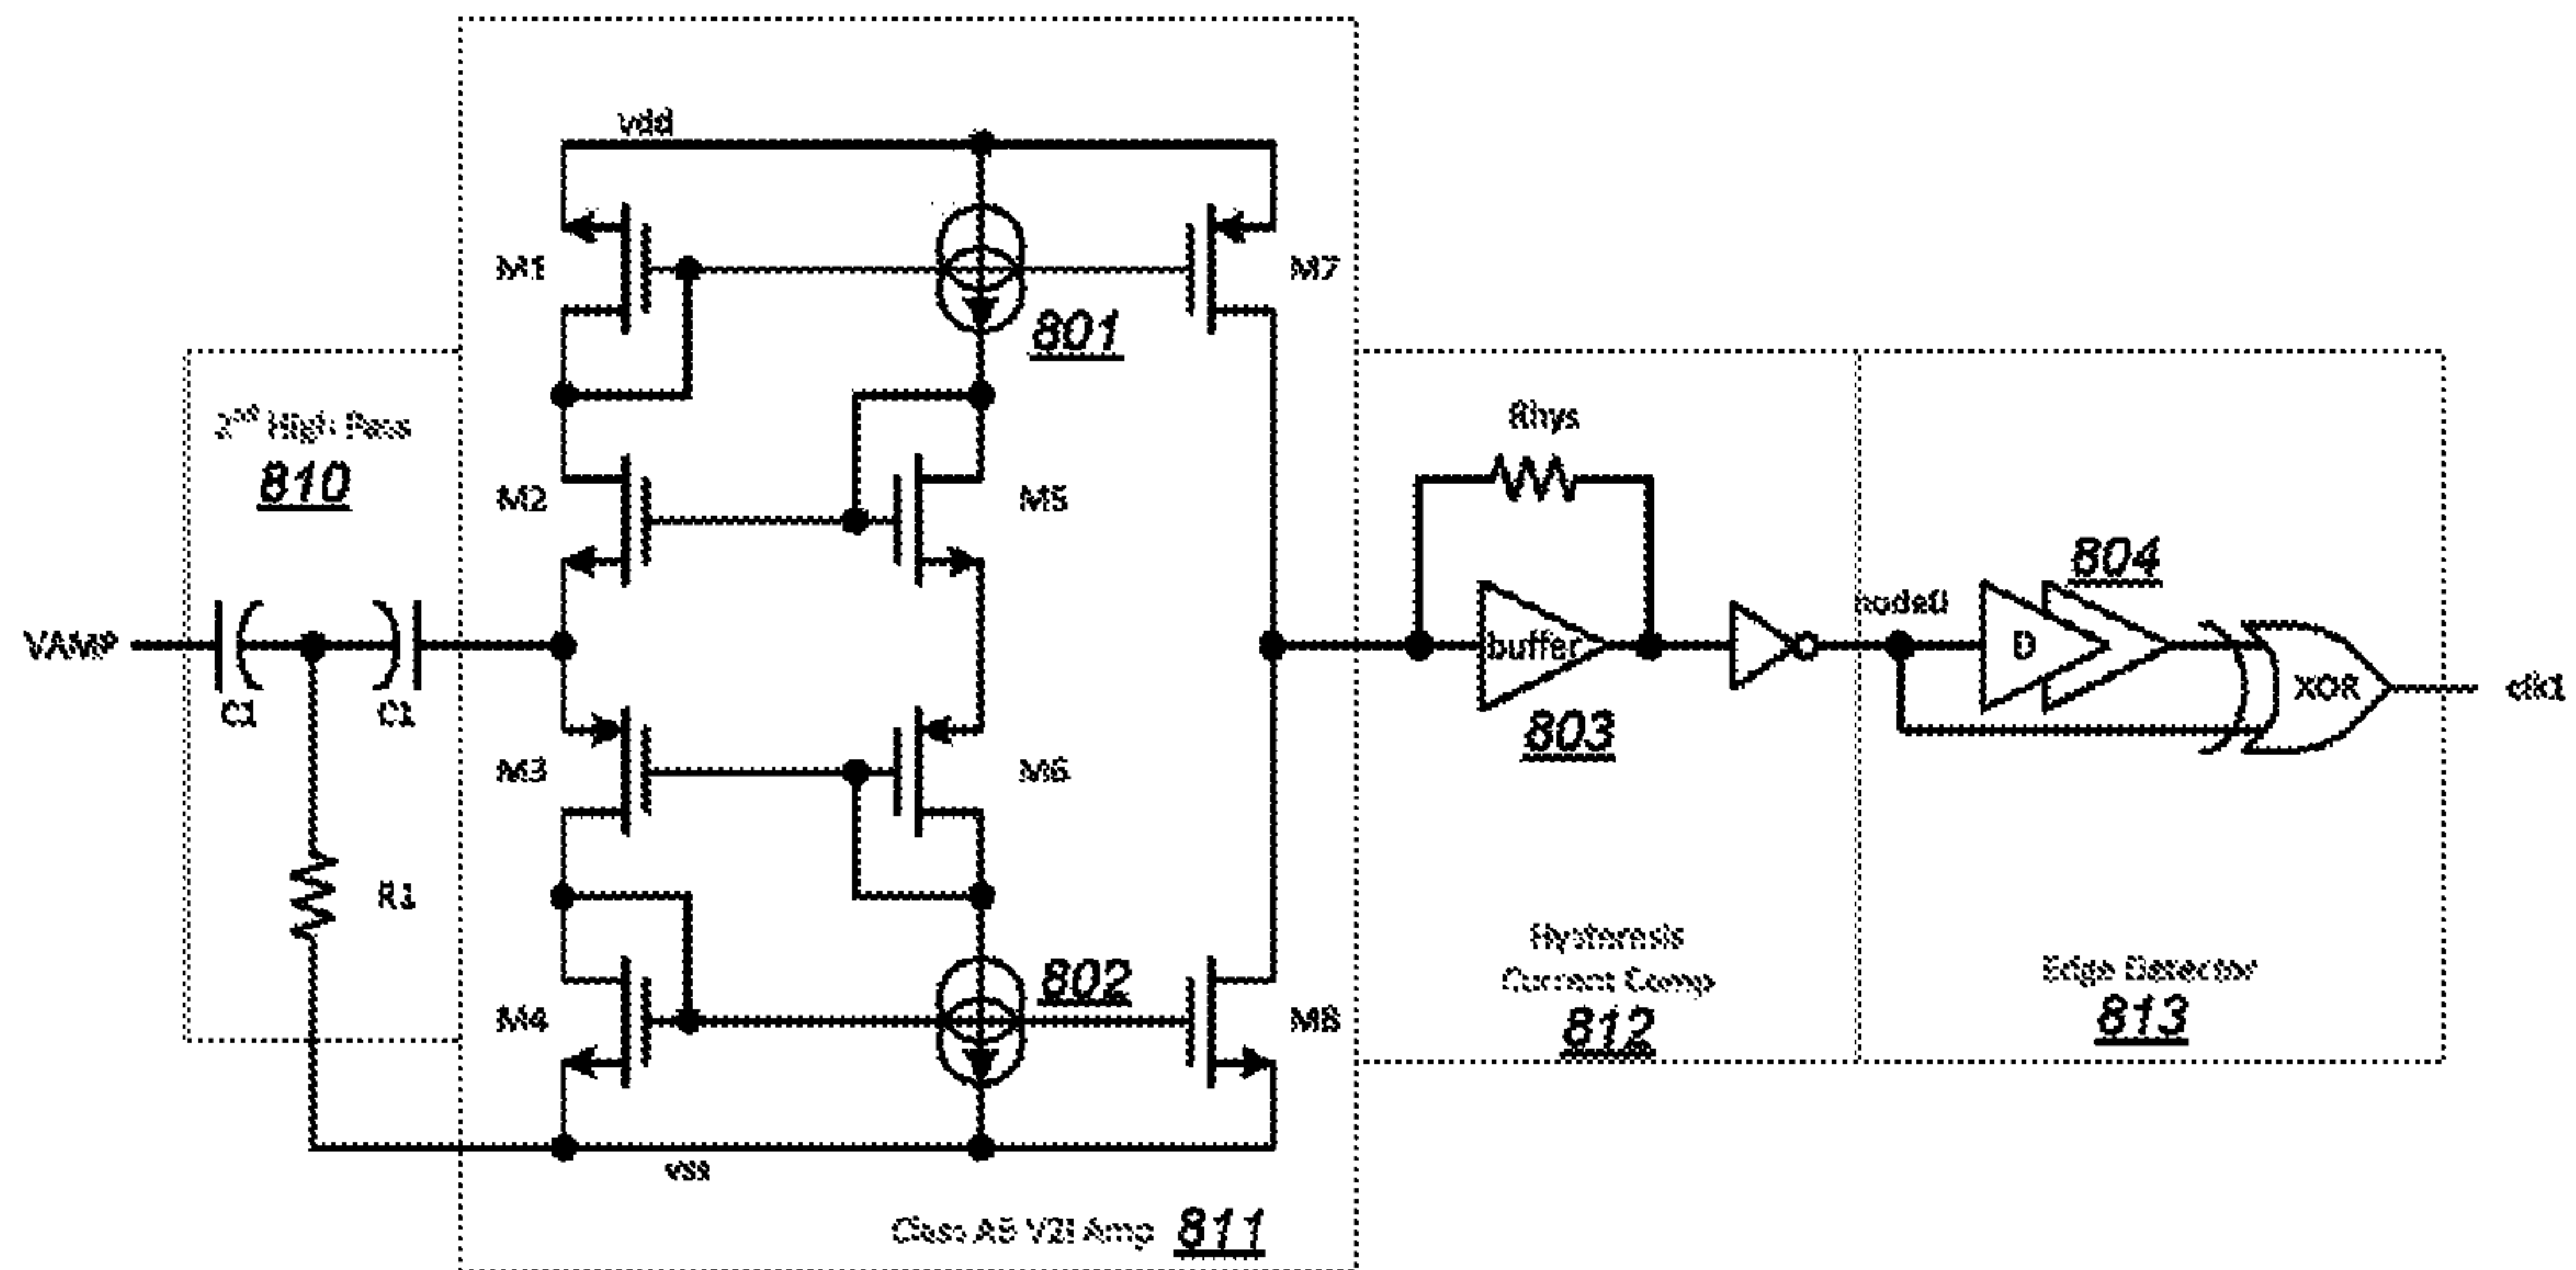 vdd
M1
M7
801
2nd High Pass
810
Rhys
M2
M5
804
VAMP
C1
C1
buffer
node0
D
XOR
clk1
803
M3
M6
R1
802
M4
M8
Hysteresis
Current Comp
812
Edge Detector
813
vss
Class AB V2I Amp 811